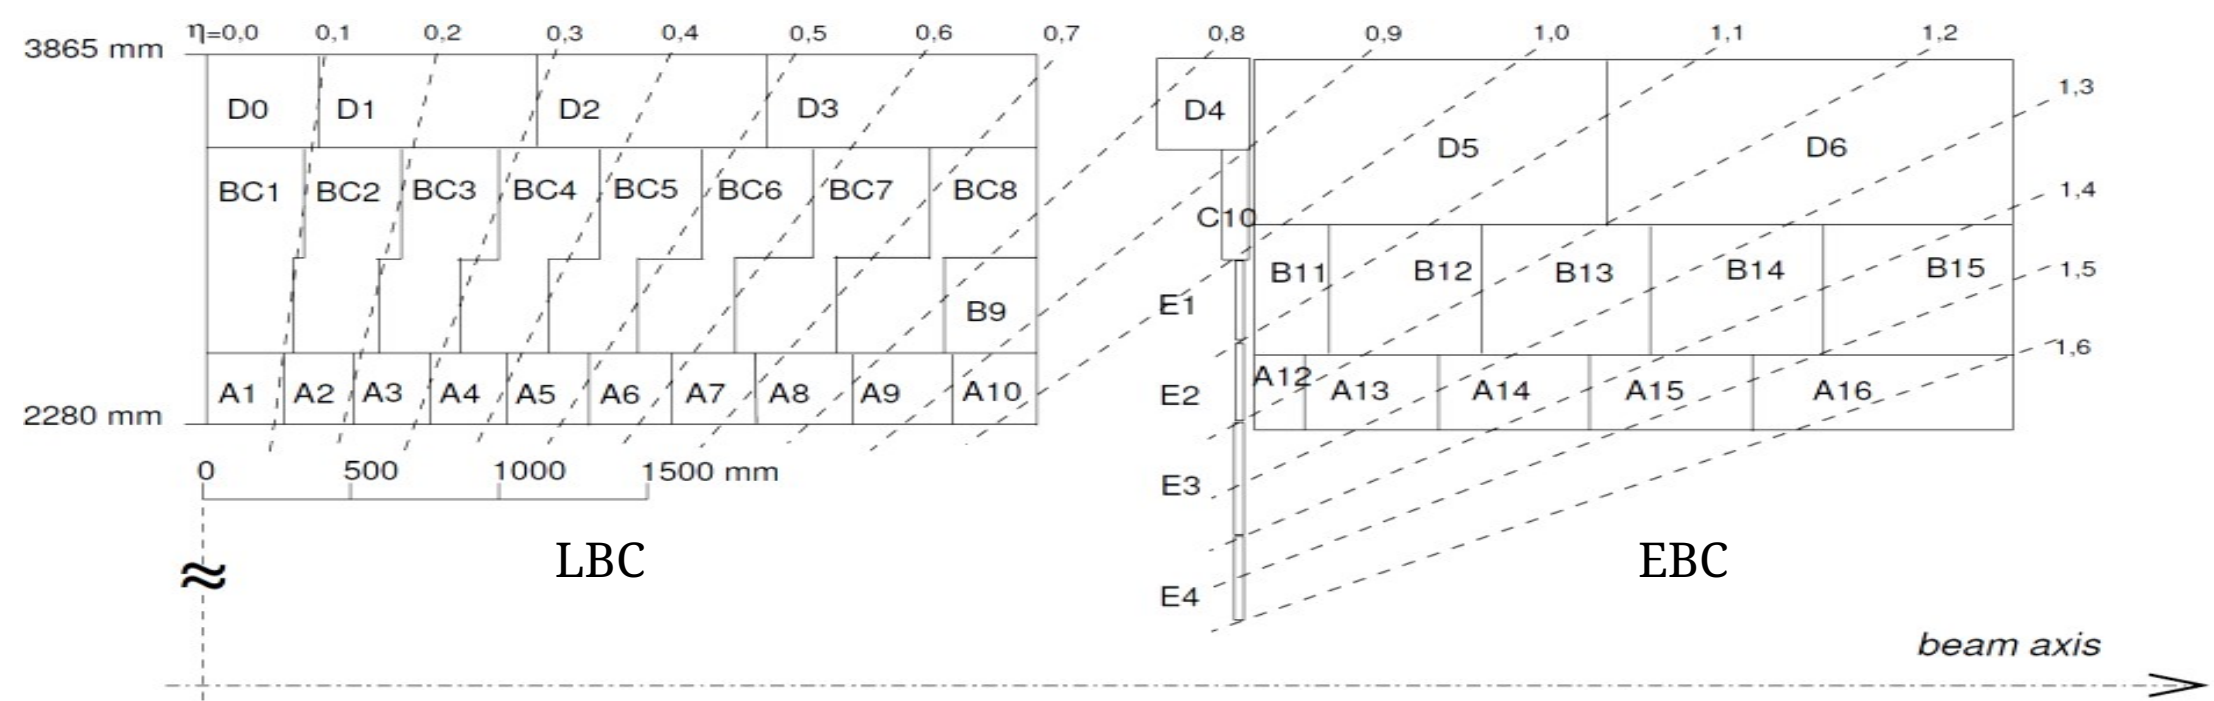 η=0,0 0,1 0,2 0,3 0,4 0,5 0,6 0,7 0,8 0,9 1,0 1,1 1,2
3865 mm
1,3
D0 D1 D2 D3 D4 D5 D6
BC1 BC2 BC3 BC4 BC5 BC6 BC7 BC8
1,4
C10
B11 B12 B13 B14 B15
1,5
B9
E1
1,6
A1 A2 A3 A4 A5 A6 A7 A8 A9 A10
A12 A13 A14 A15 A16
E2
2280 mm
0 500 1000 1500 mm
E3
LBC
EBC
≈
E4
beam axis